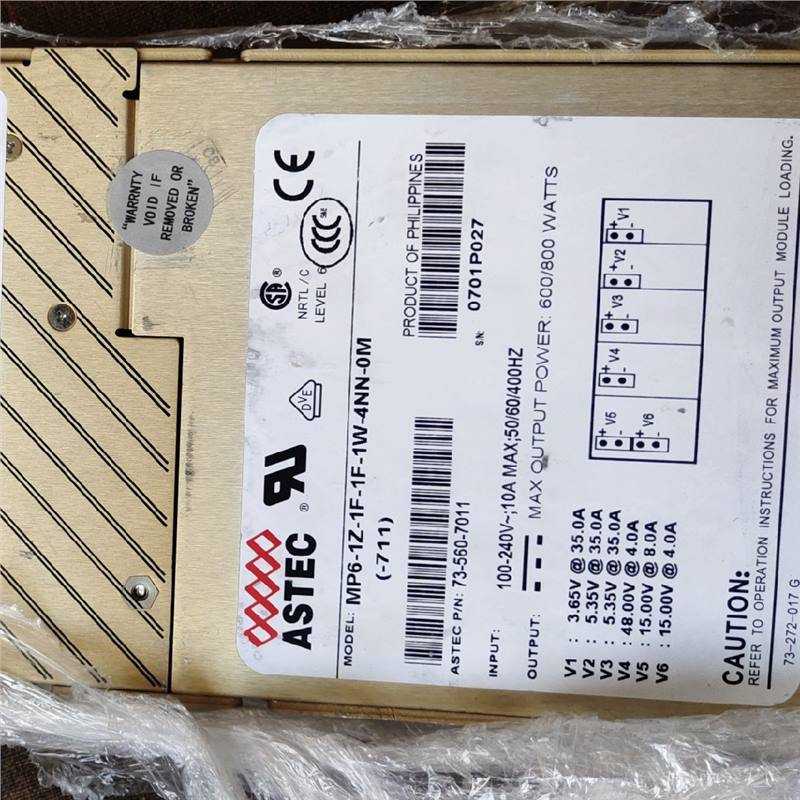 "WARRNTY
VOID IF
REMOVED OR
BROKEN"
ASTEC
®
NRTL/C
LEVEL 6
CE
MODEL: MP6-1Z-1F-1F-1W-4NN-0M
(-711)
PRODUCT OF PHILIPPINES
ASTEC P/N: 73-560-7011
S/N: 0701P027
INPUT: 100-240V~;10A MAX;50/60/400HZ
OUTPUT: MAX OUTPUT POWER: 600/800 WATTS
V1 : 3.65V @ 35.0A
V2 : 5.35V @ 35.0A
V3 : 5.35V @ 35.0A
V4 : 48.00V @ 4.0A
V5 : 15.00V @ 8.0A
V6 : 15.00V @ 4.0A
V5
V6
V4
V3
V2
V1
CAUTION:
REFER TO OPERATION INSTRUCTIONS FOR MAXIMUM OUTPUT MODULE LOADING.
73-272-017 G